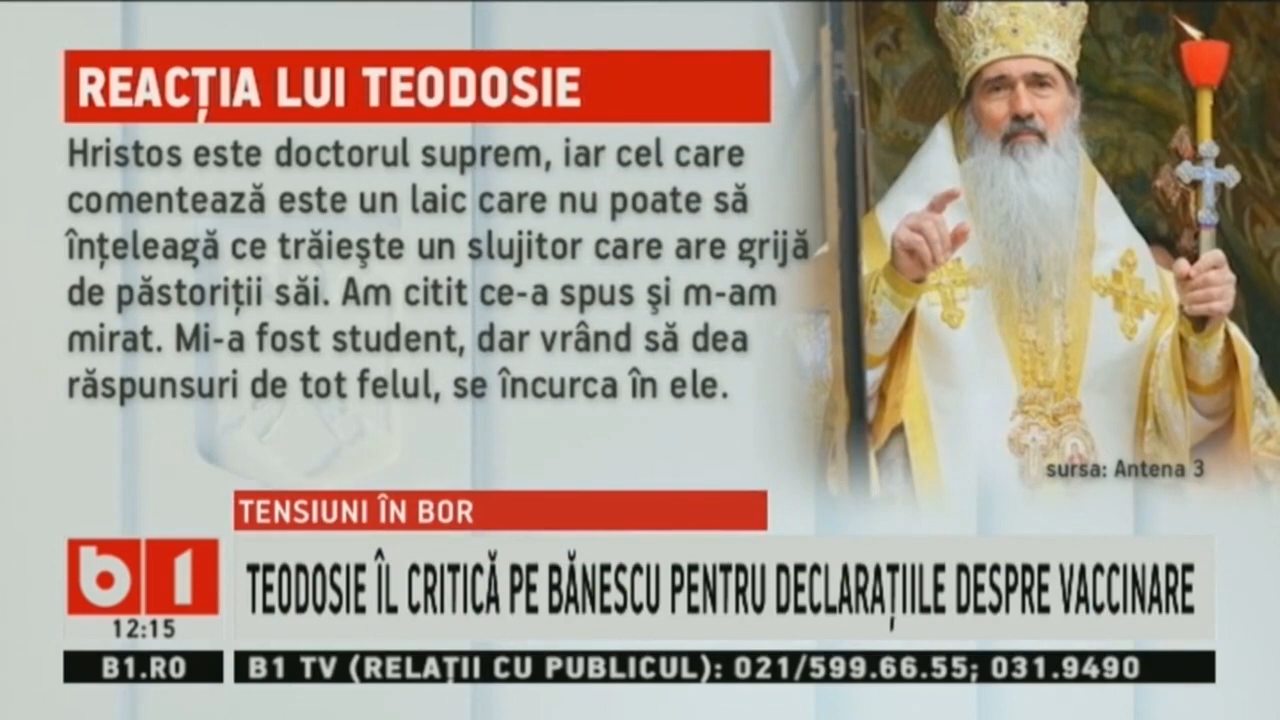 REACȚIA LUI TEODOSIE
Hristos este doctorul suprem, iar cel care
comentează este un laic care nu poate să
înțeleagă ce trăieşte un slujitor care are grijă
de păstoriții săi. Am citit ce-a spus şi m-am
mirat. Mi-a fost student, dar vrând să dea
răspunsuri de tot felul, se încurca în ele.
sursa: Antena 3
TENSIUNI ÎN BOR
b1
TEODOSIE ÎL CRITICĂ PE BĂNESCU PENTRU DECLARAȚIILE DESPRE VACCINARE
12:15
B1.RO
B1 TV (RELAȚII CU PUBLICUL): 021/599.66.55; 031.9490